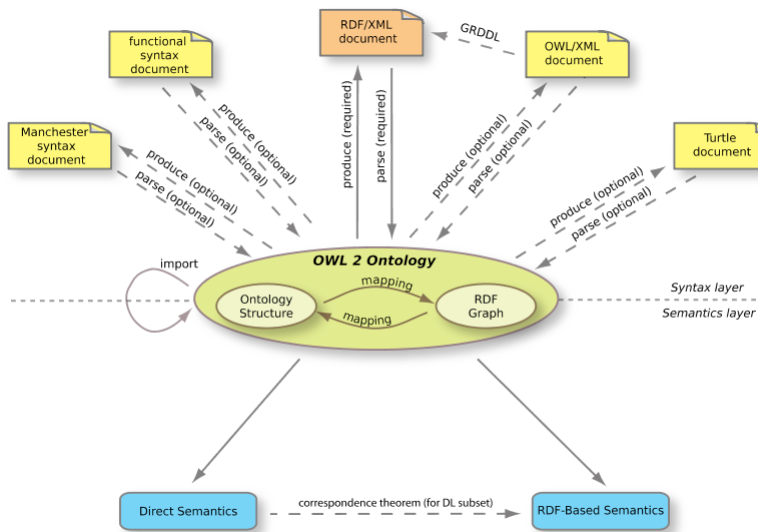 RDF/XML
document
functional
syntax
document
GRDDL
OWL/XML
document
Manchester
syntax
document
Turtle
document
produce (optional)
parse (optional)
produce (optional)
parse (optional)
produce (required)
parse (required)
produce (optional)
parse (optional)
produce (optional)
parse (optional)
OWL 2 Ontology
import
mapping
Ontology
Structure
RDF
Graph
mapping
Syntax layer
Semantics layer
Direct Semantics
correspondence theorem (for DL subset)
RDF-Based Semantics